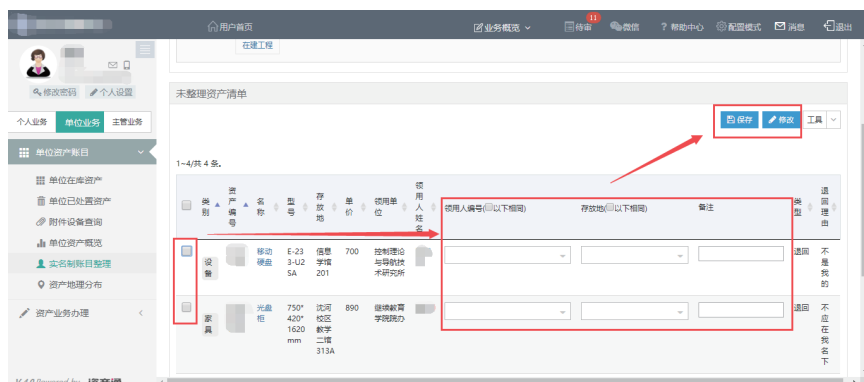 用户首页
业务概览
待审
11
微信
? 帮助中心
配置模式
消息
退出
修改密码
个人设置
个人业务
单位业务
主管业务
单位资产账目
单位在库资产
单位已处置资产
附件设备查询
单位资产概览
实名制账目整理
资产地理分布
资产业务办理
在建工程
未整理资产清单
保存
修改
工具
1~4/共 4 条。
类别
资产编号
名称
型号
存放地
单价
领用单位
领用人姓名
领用人编号(以下相同)
存放地(以下相同)
备注
类型
退回理由
设备
移动硬盘
E-233-U2SA
信息学馆201
700
控制理论与导航技术研究所
退回
不是我的
家具
光盘柜
750*420*1620mm
沈河校区教学二馆313A
890
继续教育学院院办
退回
不应在我名下